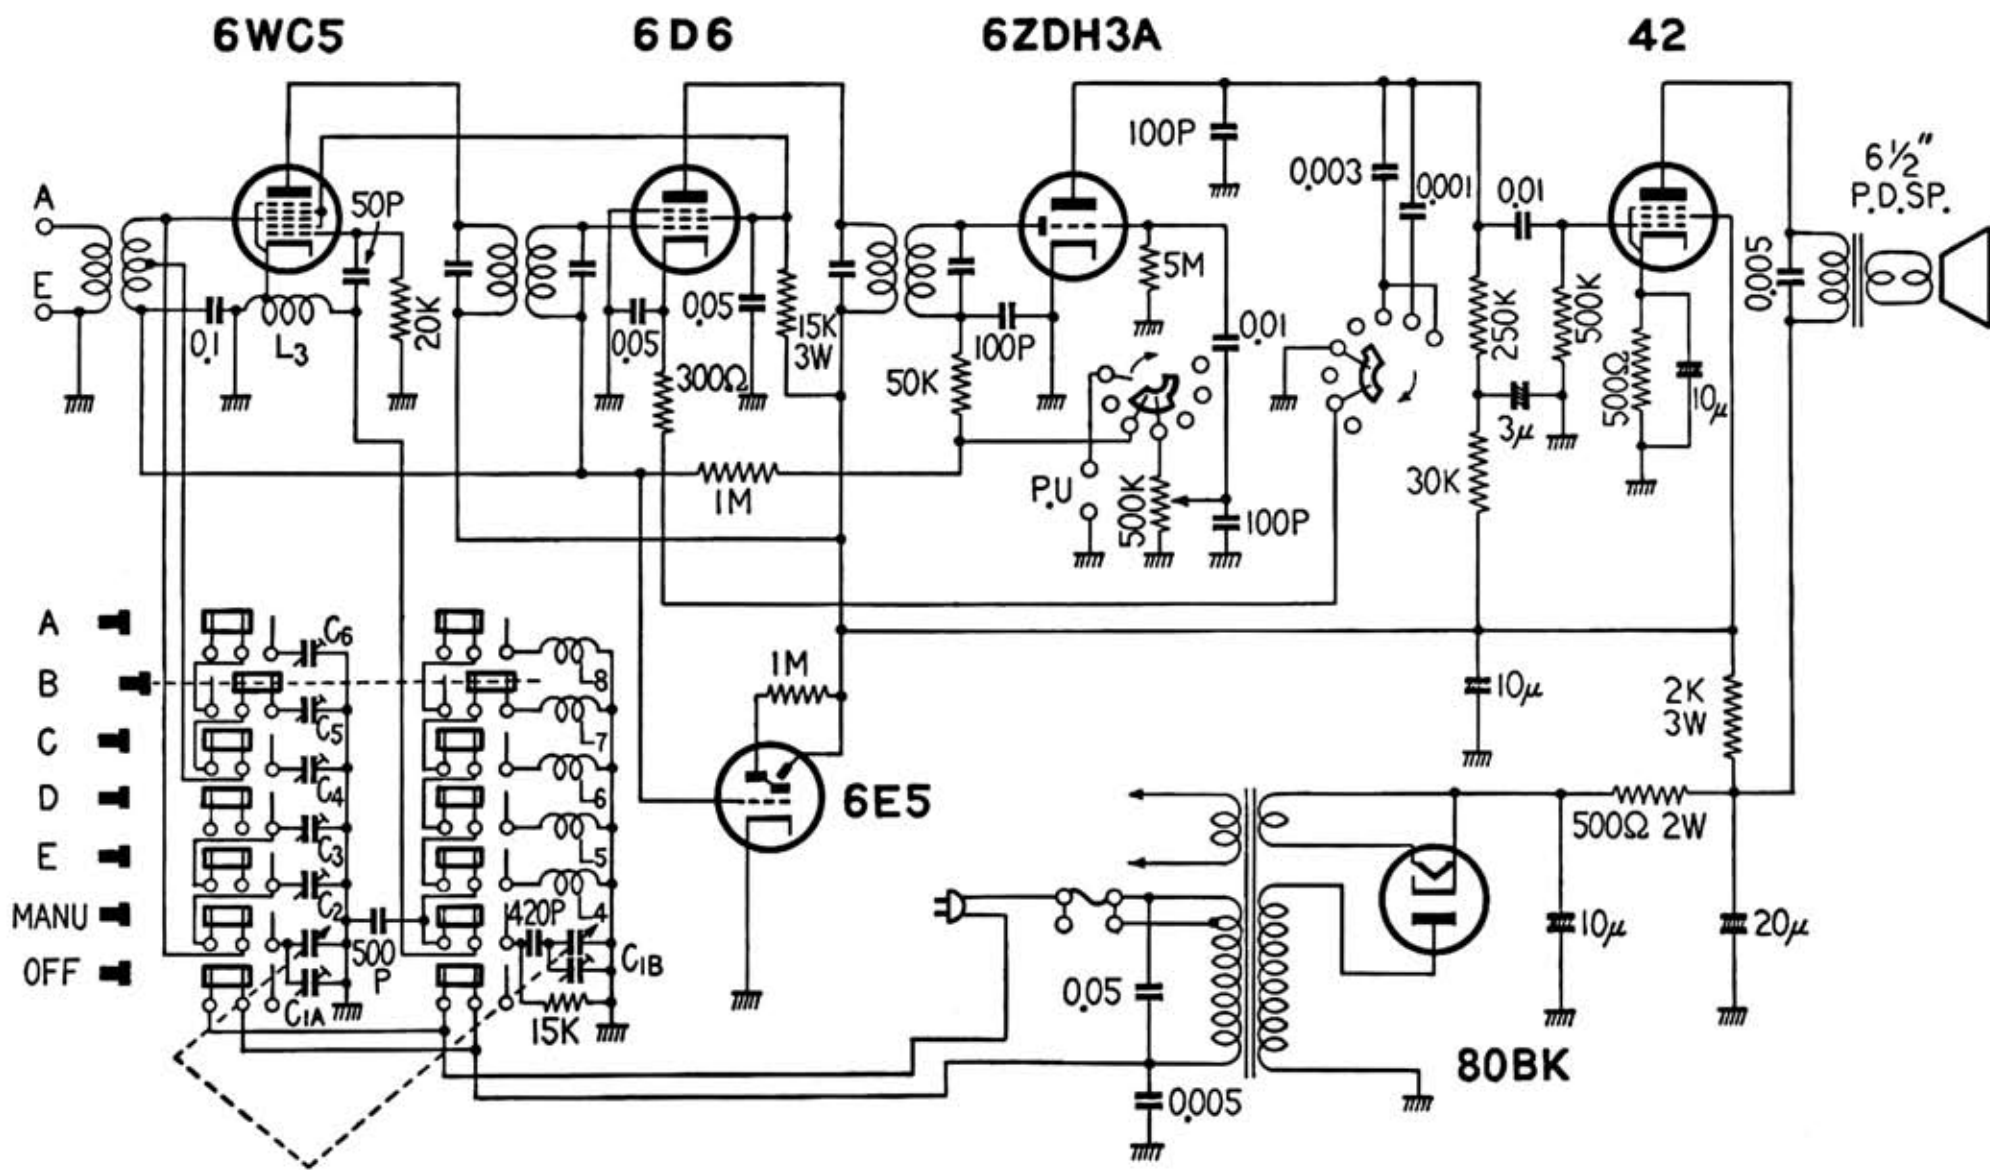 6WC5
6D6
6ZDH3A
42
A
E
50P
0.1
L3
20K
0.05
300Ω
0.05
15K
3W
1M
50K
100P
100P
5M
0.01
P.U
500K
100P
0.003
.0001
0.01
250K
500K
3μ
30K
500Ω
10μ
0.005
6½"
P.D.SP.
A
B
C
D
E
MANU
OFF
C6
C5
C4
C3
C2
C1A
500
P
8
7
6
5
4
420P
C1B
15K
1M
6E5
10μ
2K
3W
500Ω 2W
10μ
20μ
0.05
0.005
80BK